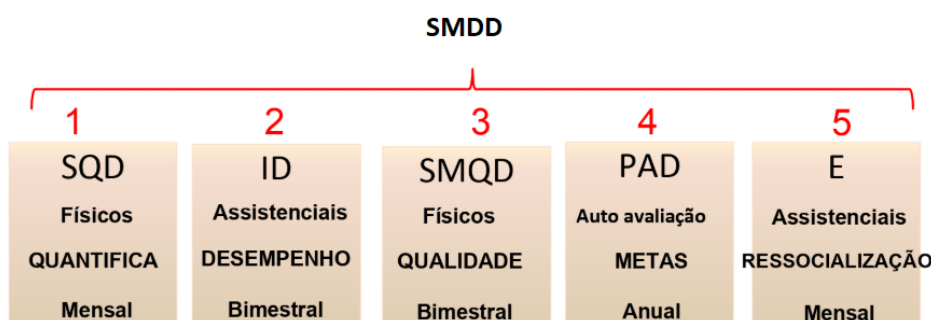 SMDD
1 2 3 4 5
SQD ID SMQD PAD E
Físicos Assistenciais Físicos Auto avaliação Assistenciais
QUANTIFICA DESEMPENHO QUALIDADE METAS RESSOCIALIZAÇÃO
Mensal Bimestral Bimestral Anual Mensal